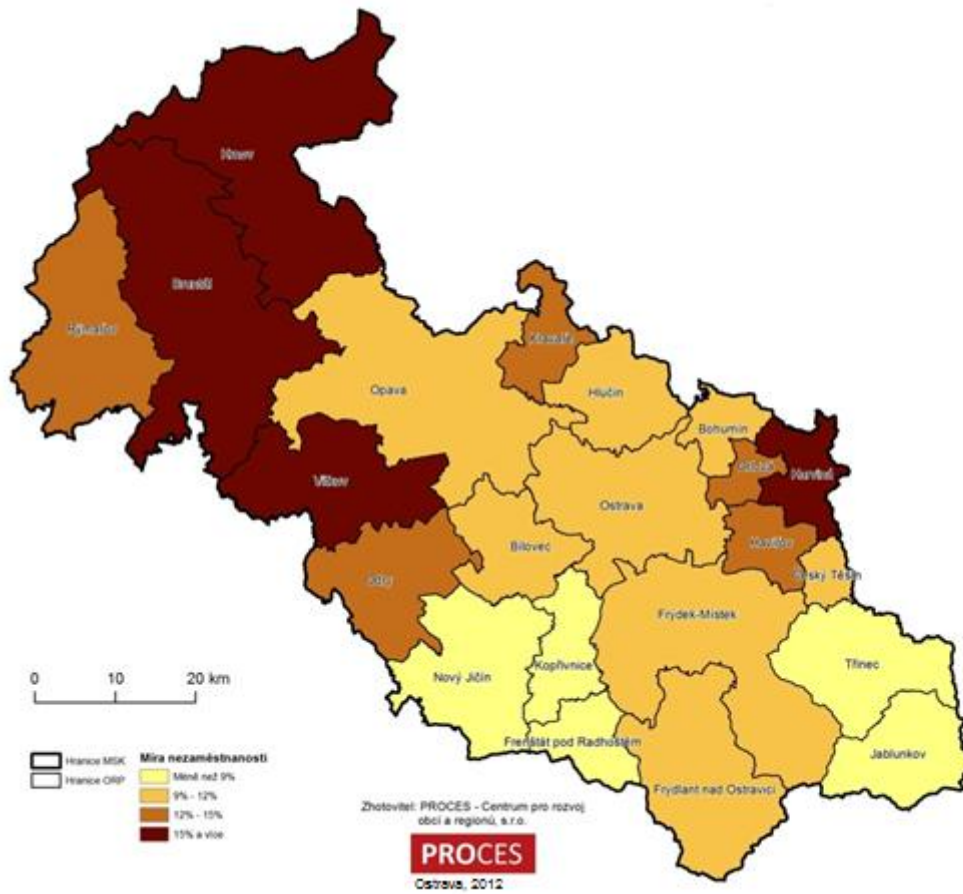 Krnov
Bruntál
Rýmařov
Kravaře
Opava
Hlučín
Bohumín
Orlová
Karviná
Vítkov
Ostrava
Bílovec
Havířov
Český Těšín
Odry
Frýdek-Místek
Třinec
Kopřivnice
Nový Jičín
Frenštát pod Radhoštěm
Jablunkov
Frýdlant nad Ostravicí
0 10 20 km
Hranice MSK
Hranice ORP
Míra nezaměstnanosti
Méně než 9%
9% - 12%
12% - 15%
15% a více
Zhotovitel: PROCES - Centrum pro rozvoj
obcí a regionů, s.r.o.
PROCES
Ostrava, 2012